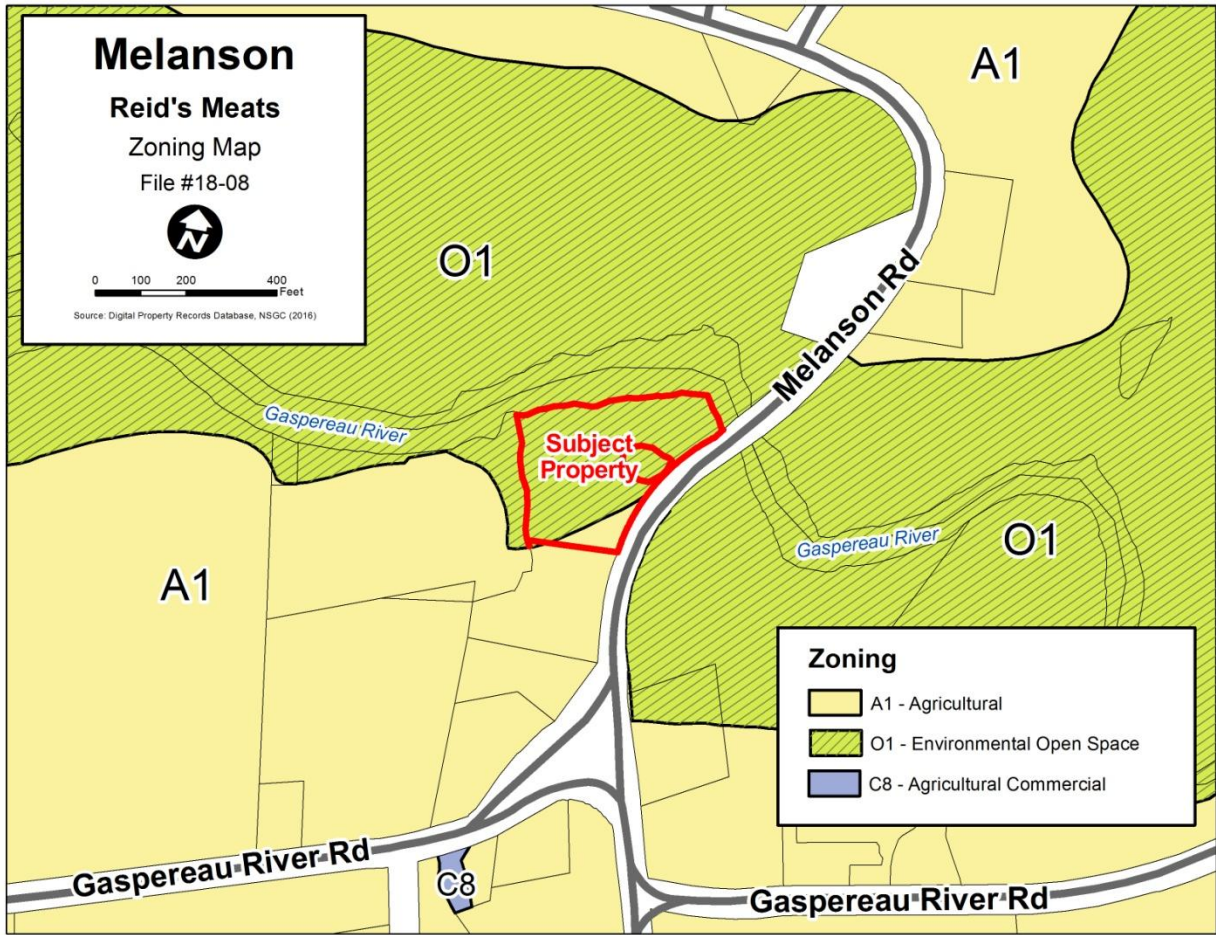 Melanson
Reid's Meats
Zoning Map
File #18-08
N
0 100 200 400
Feet
Source: Digital Property Records Database, NSGC (2016)
A1
O1
Melanson Rd
Gaspereau River
Subject
Property
Gaspereau River
O1
A1
Zoning
A1 - Agricultural
O1 - Environmental Open Space
C8 - Agricultural Commercial
Gaspereau River Rd
C8
Gaspereau River Rd